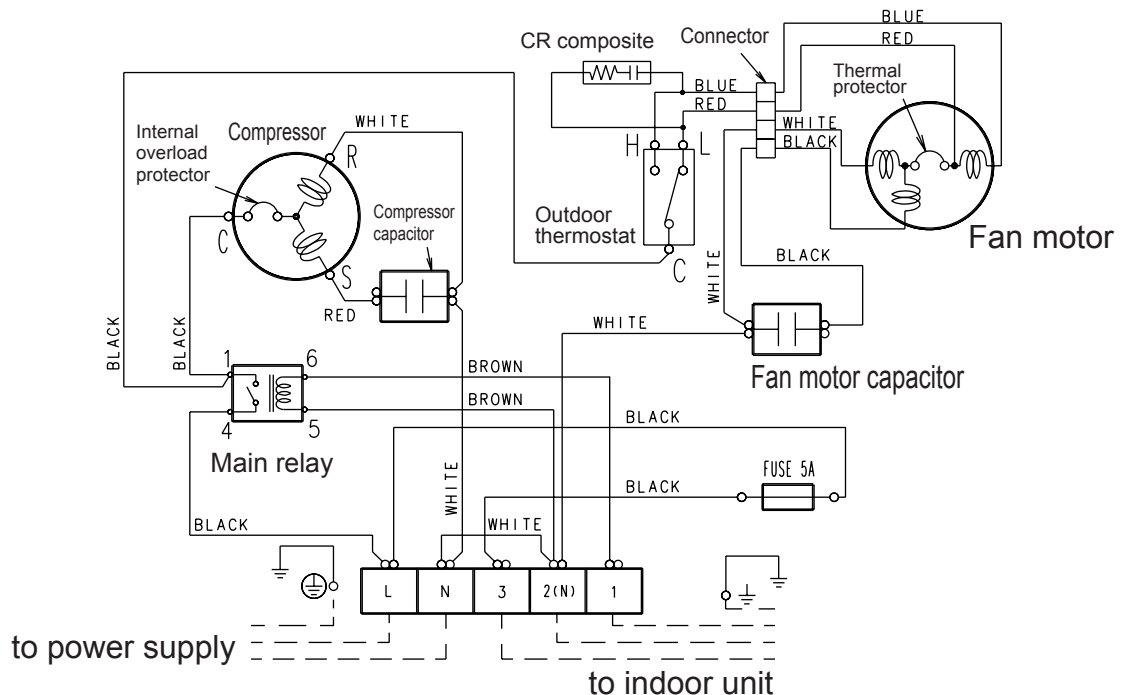 BLUE
RED
CR composite
Connector
Thermal
protector
BLUE
RED
WHITE
BLACK
WHITE
Internal
overload
protector
Compressor
R
H
L
Compressor
capacitor
Outdoor
thermostat
Fan motor
C
S
C
BLACK
WHITE
RED
WHITE
BLACK
BLACK
1
6
BROWN
Fan motor capacitor
BROWN
4
5
BLACK
Main relay
FUSE 5A
WHITE
BLACK
BLACK
WHITE
L
N
3
2(N)
1
to power supply
to indoor unit